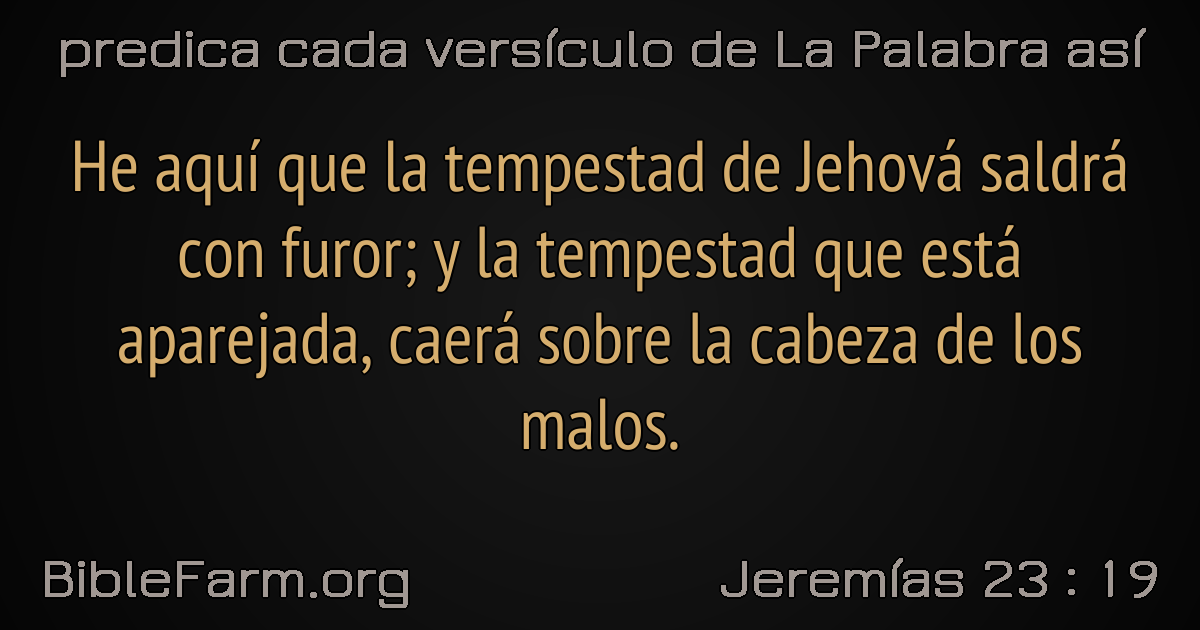 predica cada versículo de La Palabra así
He aquí que la tempestad de Jehová saldrá
con furor; y la tempestad que está
aparejada, caerá sobre la cabeza de los
malos.
BibleFarm.org
Jeremías 23 : 19